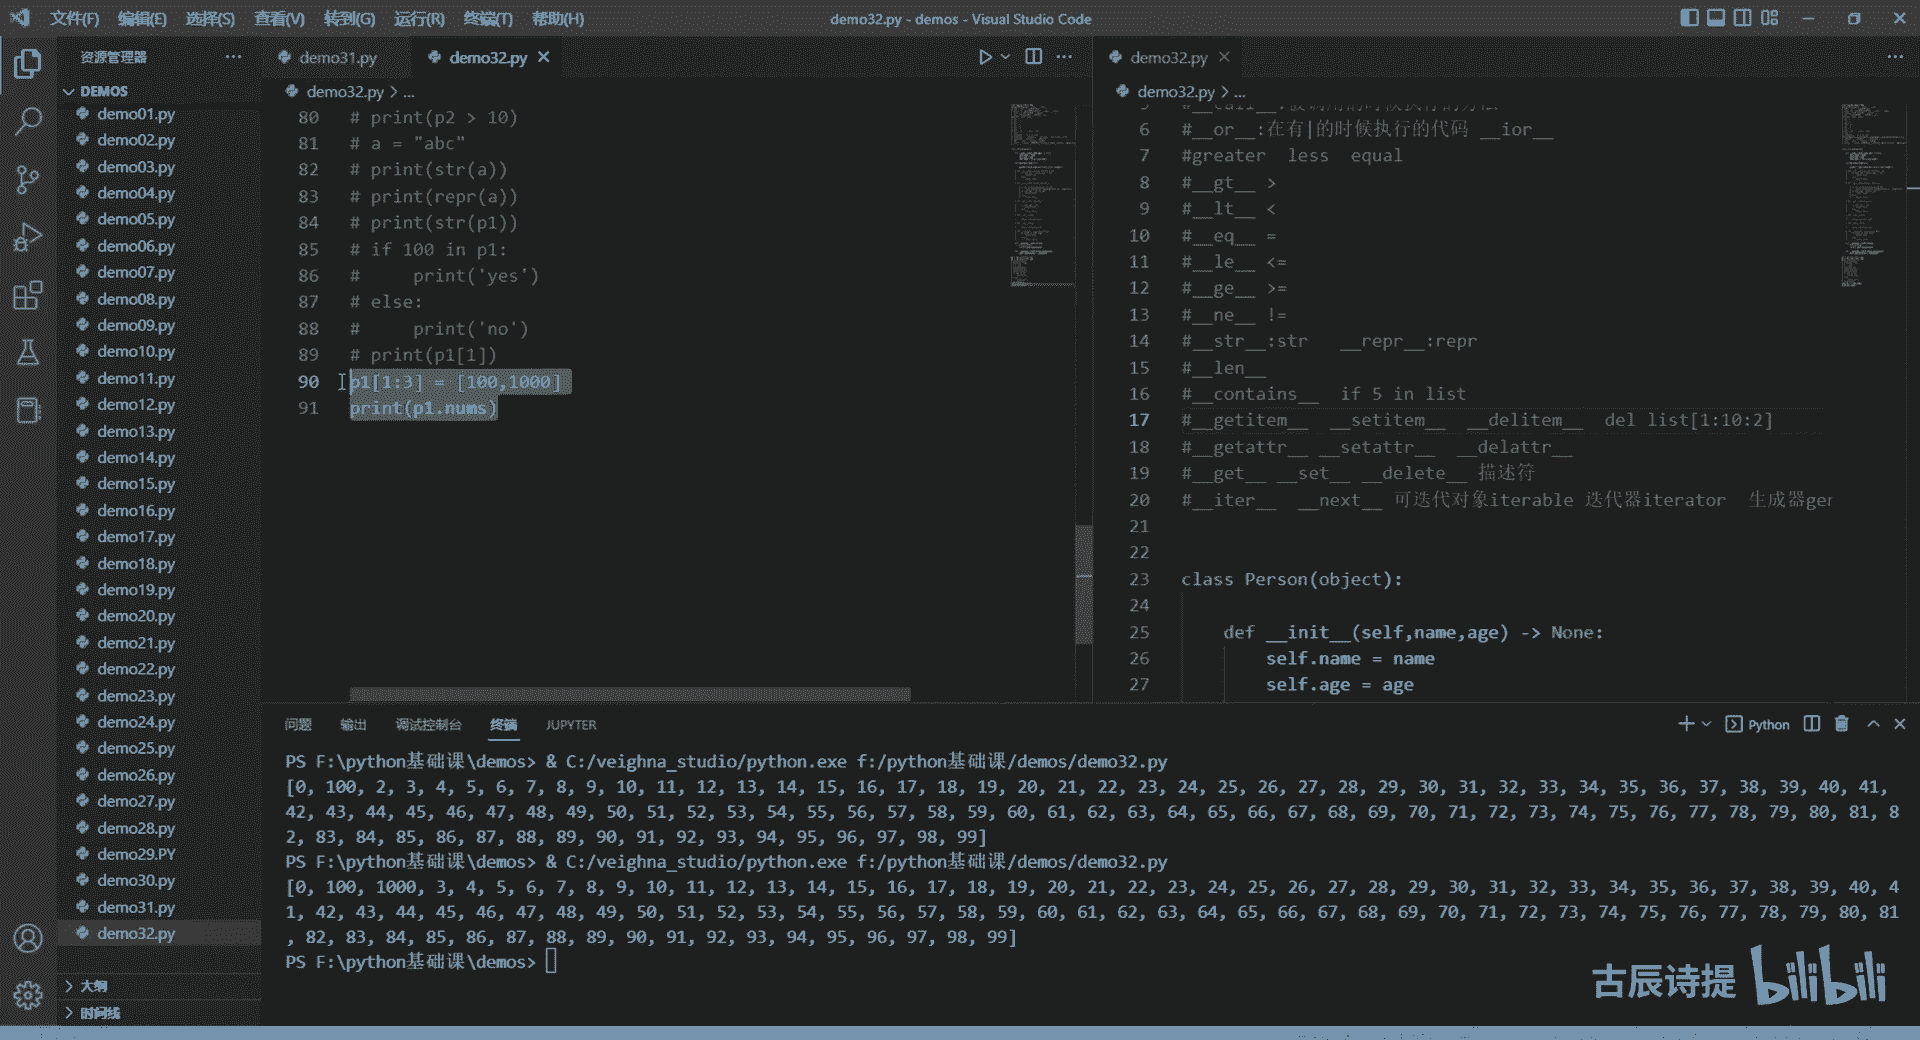 文件(F) 编辑(E) 选择(S) 查看(V) 转到(G) 运行(R) 终端(T) 帮助(H)
demo32.py - demos - Visual Studio Code
资源管理器
DEMOS
demo01.py
demo02.py
demo03.py
demo04.py
demo05.py
demo06.py
demo07.py
demo08.py
demo09.py
demo10.py
demo11.py
demo12.py
demo13.py
demo14.py
demo15.py
demo16.py
demo17.py
demo18.py
demo19.py
demo20.py
demo21.py
demo22.py
demo23.py
demo24.py
demo25.py
demo26.py
demo27.py
demo28.py
demo29.PY
demo30.py
demo31.py
demo32.py
大纲
时间线
demo31.py demo32.py
demo32.py > ...
80 # print(p2 > 10)
81 # a = "abc"
82 # print(str(a))
83 # print(repr(a))
84 # print(str(p1))
85 # if 100 in p1:
86 #     print('yes')
87 # else:
88 #     print('no')
89 # print(p1[1])
90 p1[1:3] = [100,1000]
91 print(p1.nums)
demo32.py
demo32.py > ...
6 #__or__:在有|的时候执行的代码 __ior__
7 #greater  less  equal
8 #__gt__ >
9 #__lt__ <
10 #__eq__ =
11 #__le__ <=
12 #__ge__ >=
13 #__ne__ !=
14 #__str__:str   __repr__:repr
15 #__len__
16 #__contains__  if 5 in list
17 #__getitem__  __setitem__  __delitem__  del list[1:10:2]
18 #__getattr__ __setattr__  __delattr__
19 #__get__ __set__ __delete__ 描述符
20 #__iter__  __next__ 可迭代对象iterable 迭代器iterator  生成器ger
21
22
23 class Person(object):
24
25     def __init__(self,name,age) -> None:
26         self.name = name
27         self.age = age
问题 输出 调试控制台 终端 JUPYTER
Python
PS F:\python基础课\demos> & C:/veighna_studio/python.exe f:/python基础课/demos/demo32.py
[0, 100, 2, 3, 4, 5, 6, 7, 8, 9, 10, 11, 12, 13, 14, 15, 16, 17, 18, 19, 20, 21, 22, 23, 24, 25, 26, 27, 28, 29, 30, 31, 32, 33, 34, 35, 36, 37, 38, 39, 40, 41,
42, 43, 44, 45, 46, 47, 48, 49, 50, 51, 52, 53, 54, 55, 56, 57, 58, 59, 60, 61, 62, 63, 64, 65, 66, 67, 68, 69, 70, 71, 72, 73, 74, 75, 76, 77, 78, 79, 80, 81, 8
2, 83, 84, 85, 86, 87, 88, 89, 90, 91, 92, 93, 94, 95, 96, 97, 98, 99]
PS F:\python基础课\demos> & C:/veighna_studio/python.exe f:/python基础课/demos/demo32.py
[0, 100, 1000, 3, 4, 5, 6, 7, 8, 9, 10, 11, 12, 13, 14, 15, 16, 17, 18, 19, 20, 21, 22, 23, 24, 25, 26, 27, 28, 29, 30, 31, 32, 33, 34, 35, 36, 37, 38, 39, 40, 4
1, 42, 43, 44, 45, 46, 47, 48, 49, 50, 51, 52, 53, 54, 55, 56, 57, 58, 59, 60, 61, 62, 63, 64, 65, 66, 67, 68, 69, 70, 71, 72, 73, 74, 75, 76, 77, 78, 79, 80, 81
, 82, 83, 84, 85, 86, 87, 88, 89, 90, 91, 92, 93, 94, 95, 96, 97, 98, 99]
PS F:\python基础课\demos>
古辰诗提 bilibili